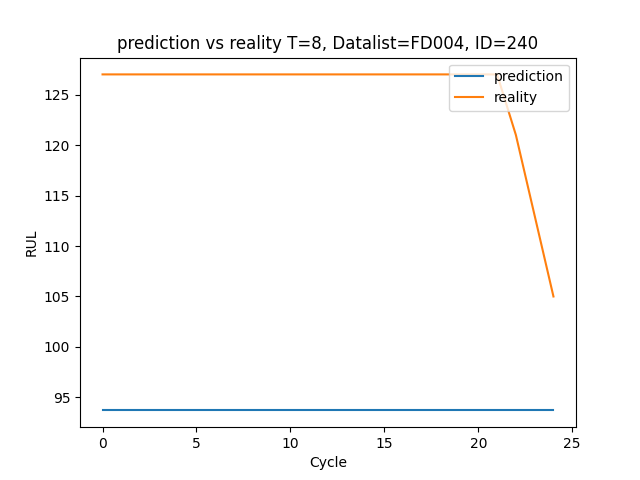 prediction vs reality T=8, Datalist=FD004, ID=240
prediction
reality
RUL
125
120
115
110
105
100
95
0 5 10 15 20 25
Cycle